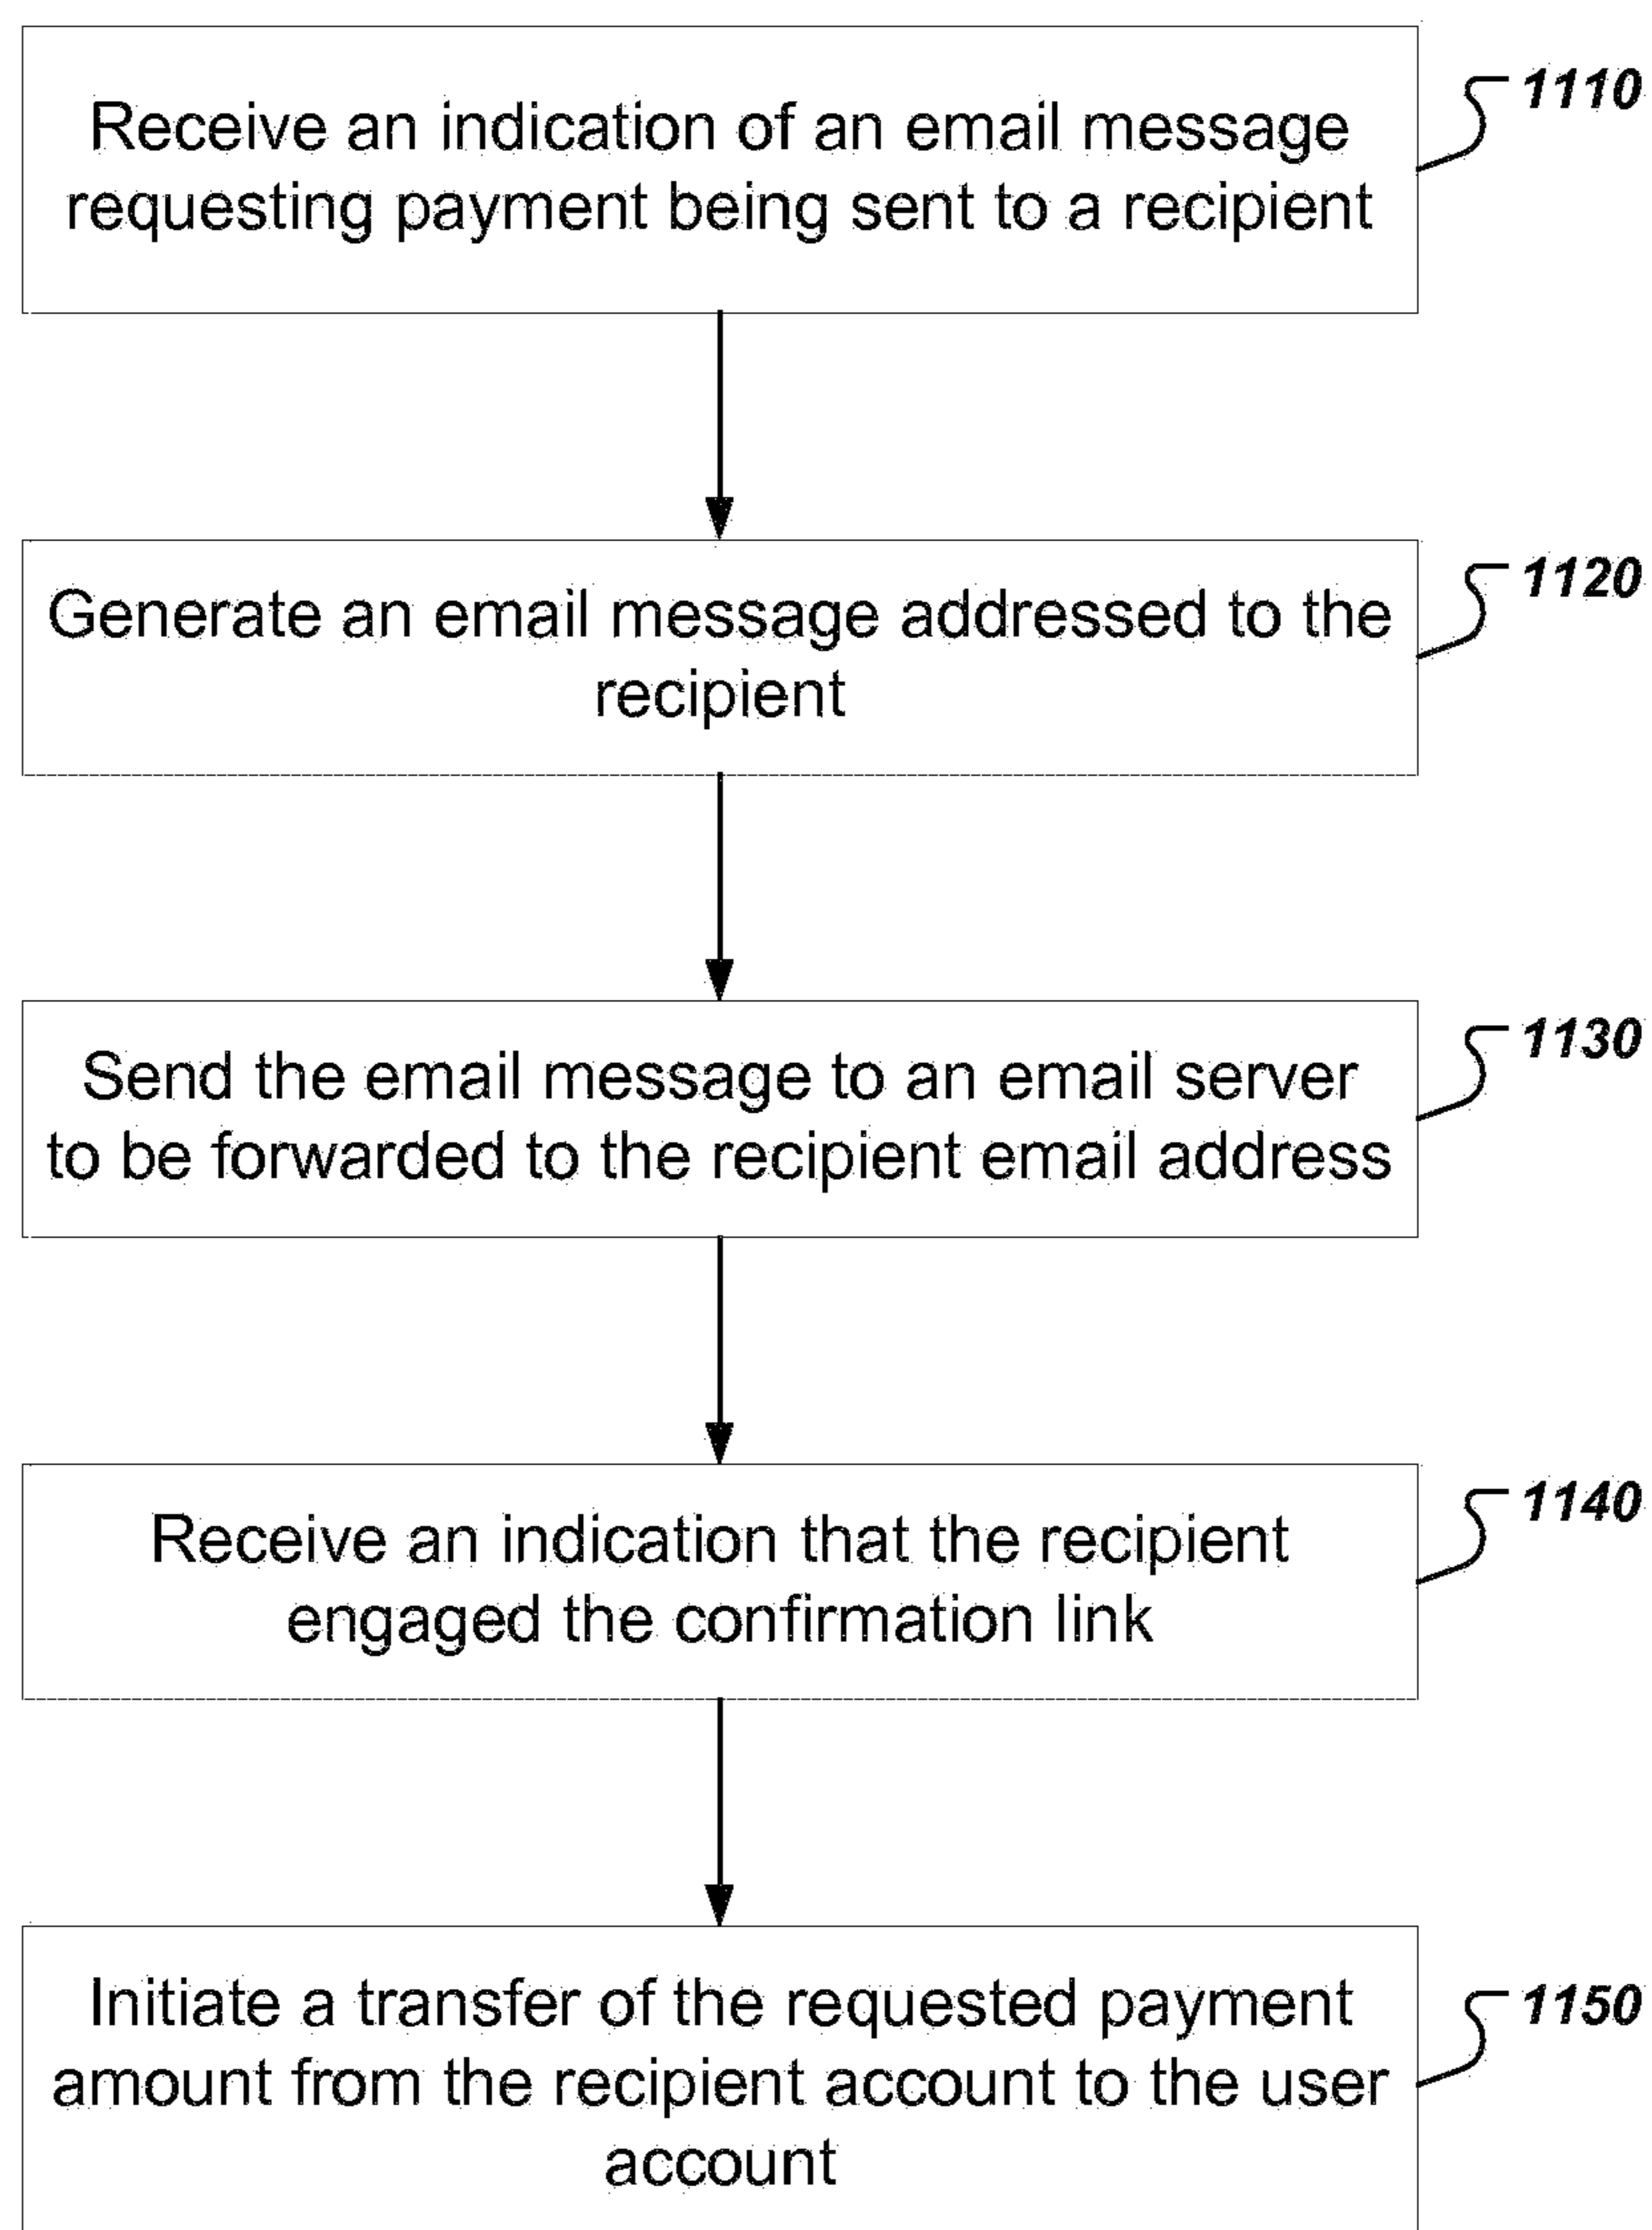 Receive an indication of an email message
requesting payment being sent to a recipient
1110
Generate an email message addressed to the
recipient
1120
Send the email message to an email server
to be forwarded to the recipient email address
1130
Receive an indication that the recipient
engaged the confirmation link
1140
Initiate a transfer of the requested payment
amount from the recipient account to the user
account
1150